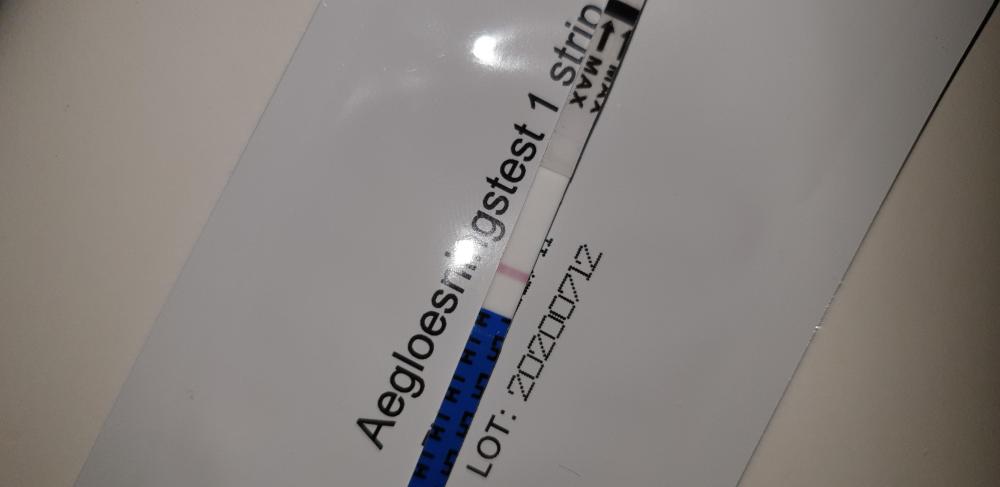 Aegloesningstest 1 strip
MAX
MAX
LOT: 20200712